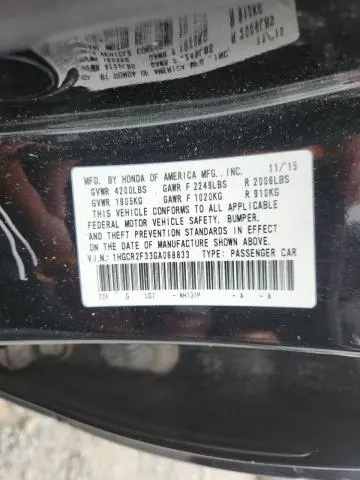 MFD. BY HONDA OF AMERICA MFG., INC. 11/15
GVWR 4200LBS GAWR F 2249LBS R 2006LBS
GVWR 1905KG GAWR F 1020KG R 910KG
THIS VEHICLE CONFORMS TO ALL APPLICABLE
FEDERAL MOTOR VEHICLE SAFETY, BUMPER,
AND THEFT PREVENTION STANDARDS IN EFFECT
ON THE DATE OF MANUFACTURE SHOWN ABOVE.
V.I.N.: 1HGCR2F33GA068833 TYPE: PASSENGER CAR
NH731P - A - A